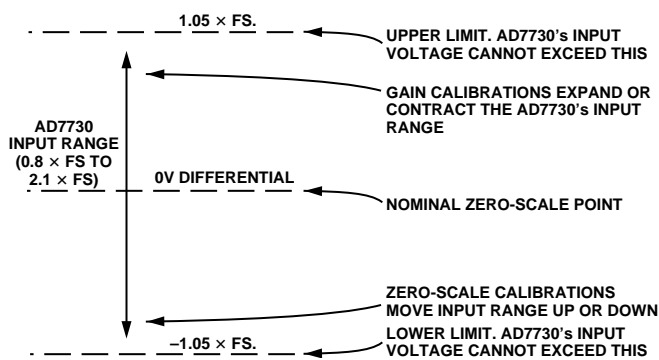 1.05 × FS.
UPPER LIMIT. AD7730's INPUT
VOLTAGE CANNOT EXCEED THIS
GAIN CALIBRATIONS EXPAND OR
CONTRACT THE AD7730's INPUT
RANGE
AD7730
INPUT RANGE
(0.8 × FS TO
2.1 × FS)
0V DIFFERENTIAL
NOMINAL ZERO-SCALE POINT
ZERO-SCALE CALIBRATIONS
MOVE INPUT RANGE UP OR DOWN
–1.05 × FS.
LOWER LIMIT. AD7730's INPUT
VOLTAGE CANNOT EXCEED THIS